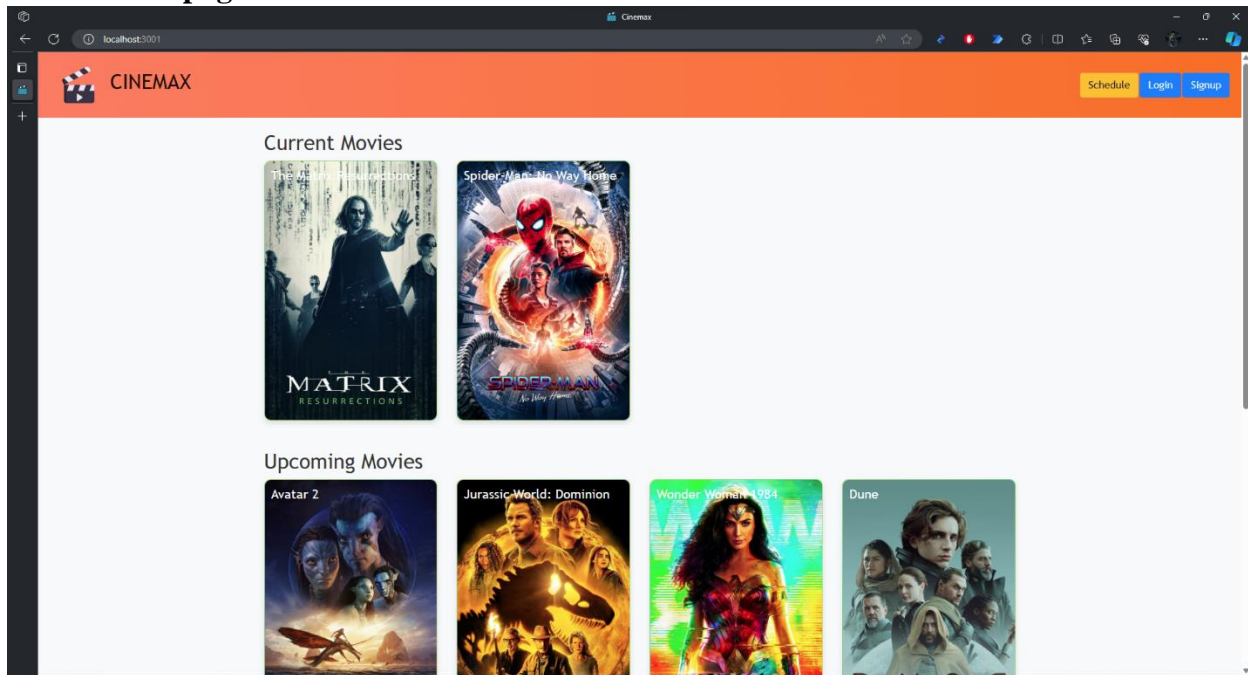 Cinemax
localhost:3001
CINEMAX
Schedule Login Signup
Current Movies
The Matrix Resurrections
Spider-Man: No Way Home
THE
MATRIX
RESURRECTIONS
SPIDER-MAN
No Way Home
Upcoming Movies
Avatar 2
Jurassic World: Dominion
Wonder Woman 1984
Dune